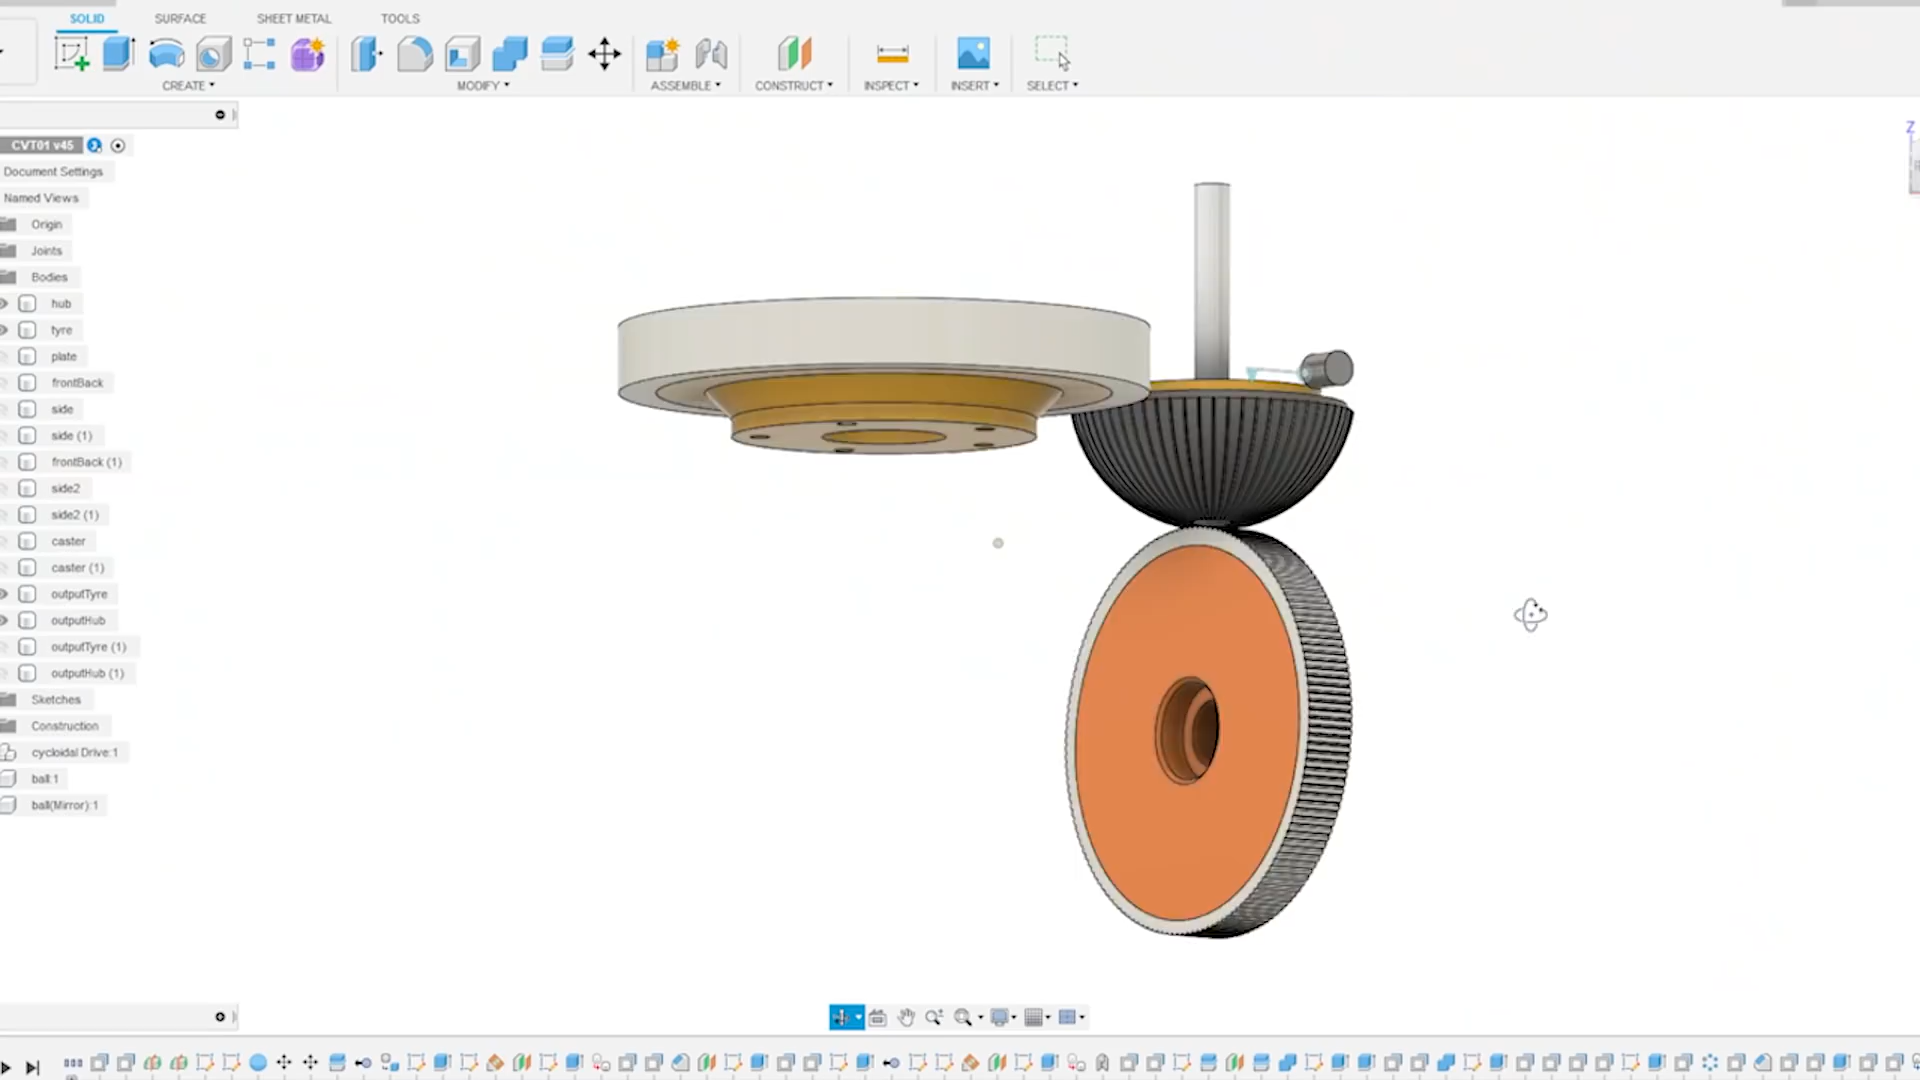 SOLID SURFACE SHEET METAL TOOLS
CREATE MODIFY ASSEMBLE CONSTRUCT INSPECT INSERT SELECT
CVT01 v45
Document Settings
Named Views
Origin
Joints
Bodies
hub
tyre
plate
frontBack
side
side (1)
frontBack (1)
side2
side2 (1)
caster
caster (1)
outputTyre
outputHub
outputTyre (1)
outputHub (1)
Sketches
Construction
cycloidal Drive:1
ball:1
ball(Mirror):1
Z